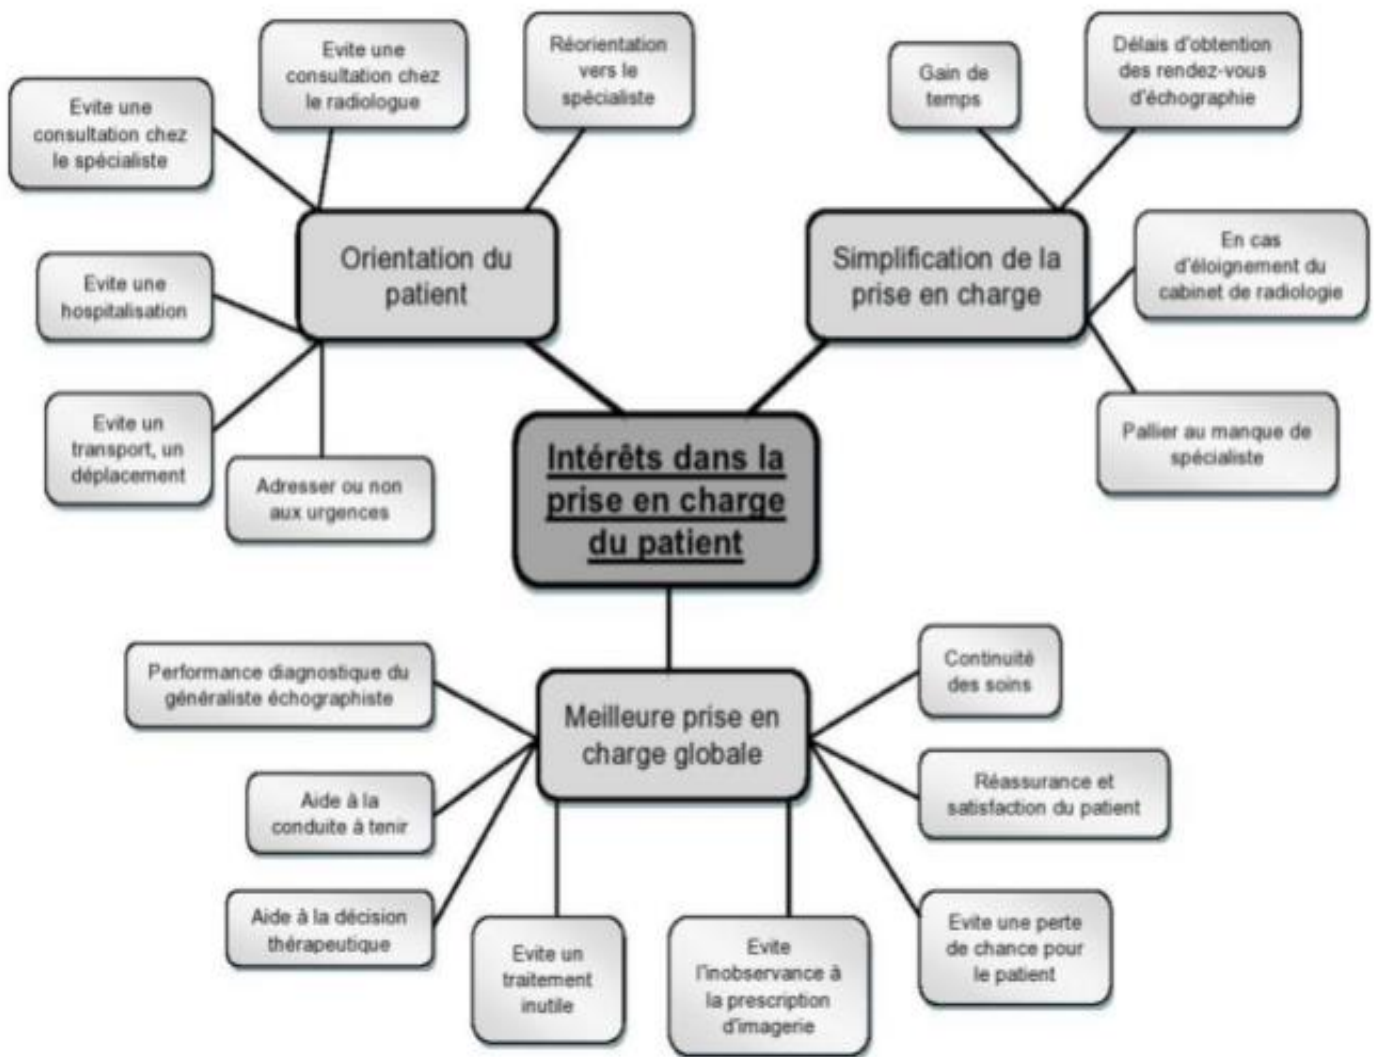 Evite une
consultation chez
le radiologue
Réorientation
vers le
spécialiste
Gain de
temps
Délais d'obtention
des rendez-vous
d'échographie
Evite une
consultation chez
le spécialiste
Orientation du
patient
Simplification de la
prise en charge
En cas
d'éloignement du
cabinet de radiologie
Evite une
hospitalisation
Evite un
transport, un
déplacement
Adresser ou non
aux urgences
Pallier au manque de
spécialiste
Intérêts dans la
prise en charge
du patient
Performance diagnostique du
généraliste échographiste
Meilleure prise en
charge globale
Continuité
des soins
Aide à la
conduite à tenir
Réassurance et
satisfaction du patient
Aide à la décision
thérapeutique
Evite un
traitement
inutile
Evite
l'inobservance à
la prescription
d'imagerie
Evite une perte
de chance pour
le patient